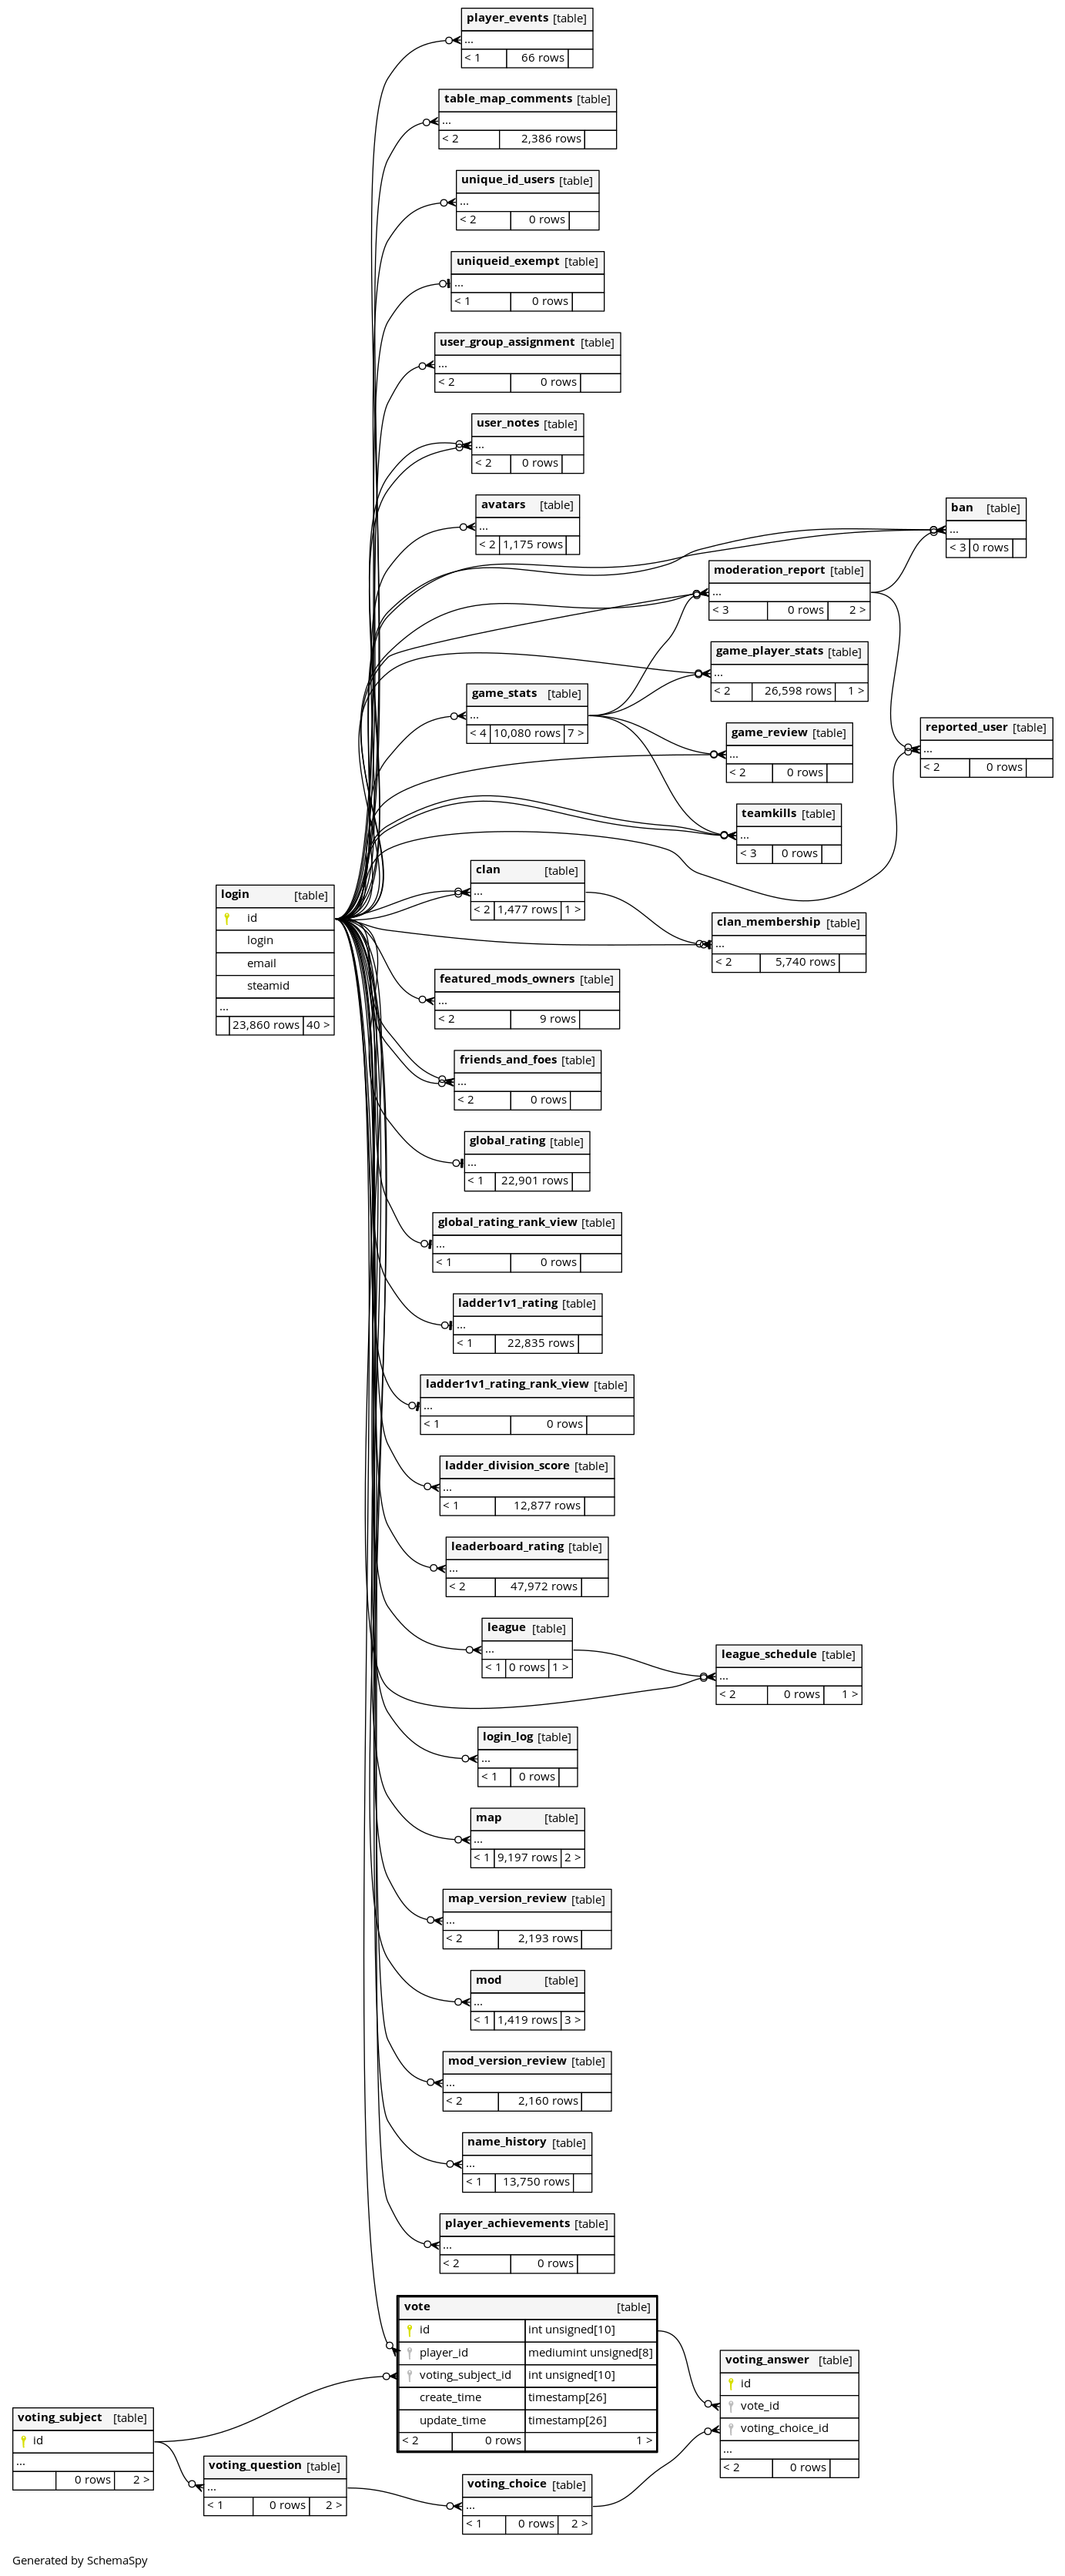 player_events [table]
...
< 1 66 rows
table_map_comments [table]
...
< 2 2,386 rows
unique_id_users [table]
...
< 2 0 rows
uniqueid_exempt [table]
...
< 1 0 rows
user_group_assignment [table]
...
< 2 0 rows
user_notes [table]
...
< 2 0 rows
avatars [table]
...
< 2 1,175 rows
ban [table]
...
< 3 0 rows
moderation_report [table]
...
< 3 0 rows 2 >
game_player_stats [table]
...
< 2 26,598 rows 1 >
game_stats [table]
...
< 4 10,080 rows 7 >
reported_user [table]
...
< 2 0 rows
game_review [table]
...
< 2 0 rows
teamkills [table]
...
< 3 0 rows
clan [table]
...
< 2 1,477 rows 1 >
login [table]
id
login
email
steamid
...
23,860 rows 40 >
clan_membership [table]
...
< 2 5,740 rows
featured_mods_owners [table]
...
< 2 9 rows
friends_and_foes [table]
...
< 2 0 rows
global_rating [table]
...
< 1 22,901 rows
global_rating_rank_view [table]
...
< 1 0 rows
ladder1v1_rating [table]
...
< 1 22,835 rows
ladder1v1_rating_rank_view [table]
...
< 1 0 rows
ladder_division_score [table]
...
< 1 12,877 rows
leaderboard_rating [table]
...
< 2 47,972 rows
league [table]
...
< 1 0 rows 1 >
league_schedule [table]
...
< 2 0 rows 1 >
login_log [table]
...
< 1 0 rows
map [table]
...
< 1 9,197 rows 2 >
map_version_review [table]
...
< 2 2,193 rows
mod [table]
...
< 1 1,419 rows 3 >
mod_version_review [table]
...
< 2 2,160 rows
name_history [table]
...
< 1 13,750 rows
player_achievements [table]
...
< 2 0 rows
vote [table]
id int unsigned[10]
player_id mediumint unsigned[8]
voting_subject_id int unsigned[10]
create_time timestamp[26]
update_time timestamp[26]
< 2 0 rows 1 >
voting_answer [table]
id
vote_id
voting_choice_id
...
< 2 0 rows
voting_subject [table]
id
...
0 rows 2 >
voting_question [table]
...
< 1 0 rows 2 >
voting_choice [table]
...
< 1 0 rows 2 >
Generated by SchemaSpy